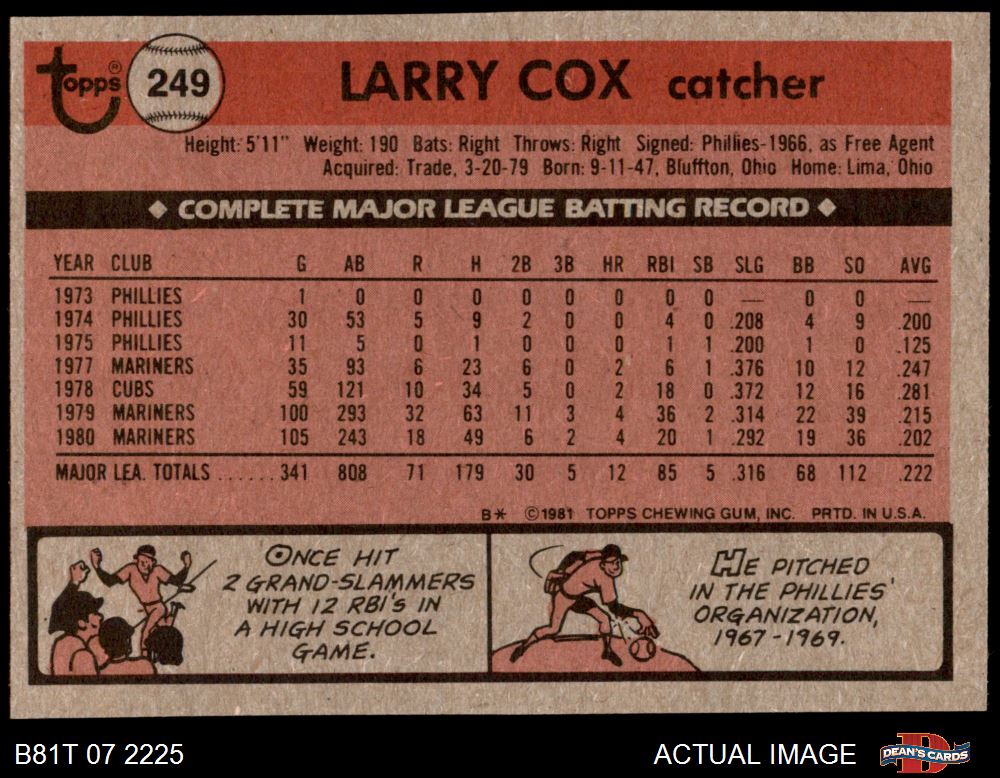 topps®
249
LARRY COX catcher
Height: 5'11" Weight: 190 Bats: Right Throws: Right Signed: Phillies-1966, as Free Agent
Acquired: Trade, 3-20-79 Born: 9-11-47, Bluffton, Ohio Home: Lima, Ohio
◆ COMPLETE MAJOR LEAGUE BATTING RECORD ◆
YEAR CLUB G AB R H 2B 3B HR RBI SB SLG BB SO AVG
1973 PHILLIES 1 0 0 0 0 0 0 0 0 — 0 0 —
1974 PHILLIES 30 53 5 9 2 0 0 4 0 .208 4 9 .200
1975 PHILLIES 11 5 0 1 0 0 0 1 1 .200 1 0 .125
1977 MARINERS 35 93 6 23 6 0 2 6 1 .376 10 12 .247
1978 CUBS 59 121 10 34 5 0 2 18 0 .372 12 16 .281
1979 MARINERS 100 293 32 63 11 3 4 36 2 .314 22 39 .215
1980 MARINERS 105 243 18 49 6 2 4 20 1 .292 19 36 .202
MAJOR LEA. TOTALS ...... 341 808 71 179 30 5 12 85 5 .316 68 112 .222
B* ©1981 TOPPS CHEWING GUM, INC. PRTD. IN U.S.A.
ONCE HIT
2 GRAND-SLAMMERS
WITH 12 RBI'S IN
A HIGH SCHOOL
GAME.
HE PITCHED
IN THE PHILLIES'
ORGANIZATION,
1967-1969.
B81T 07 2225
ACTUAL IMAGE
DEAN'S CARDS